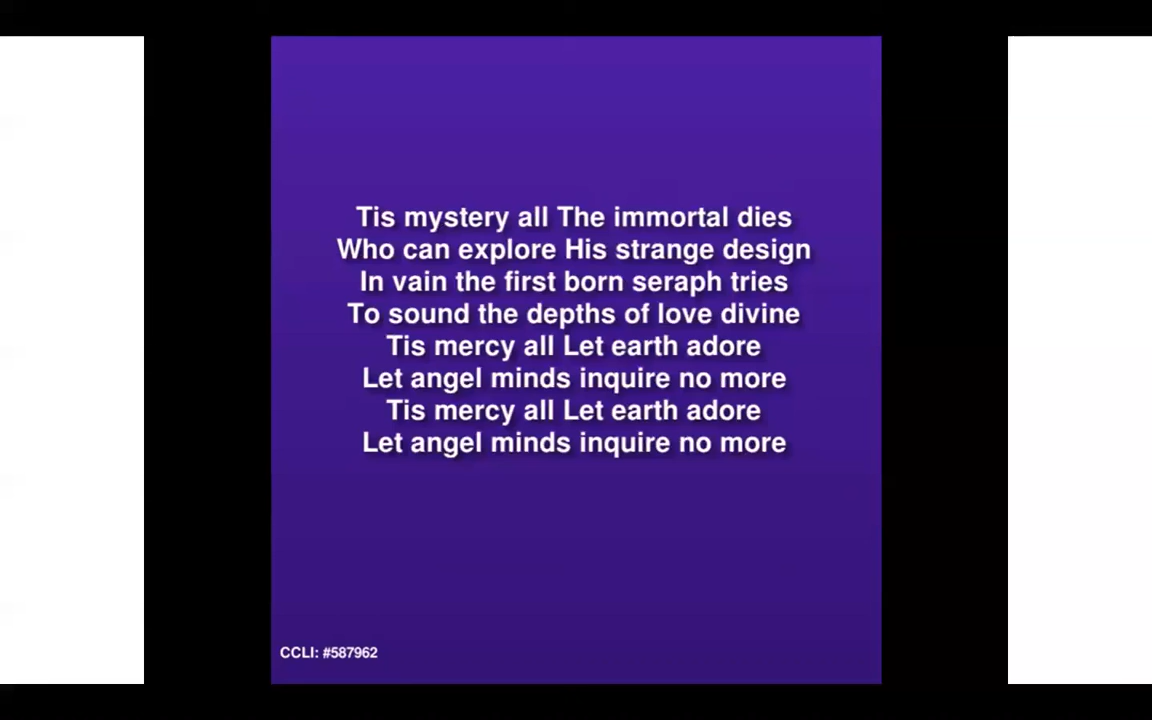 Tis mystery all The immortal dies
Who can explore His strange design
In vain the first born seraph tries
To sound the depths of love divine
Tis mercy all Let earth adore
Let angel minds inquire no more
Tis mercy all Let earth adore
Let angel minds inquire no more
CCLI: #587962